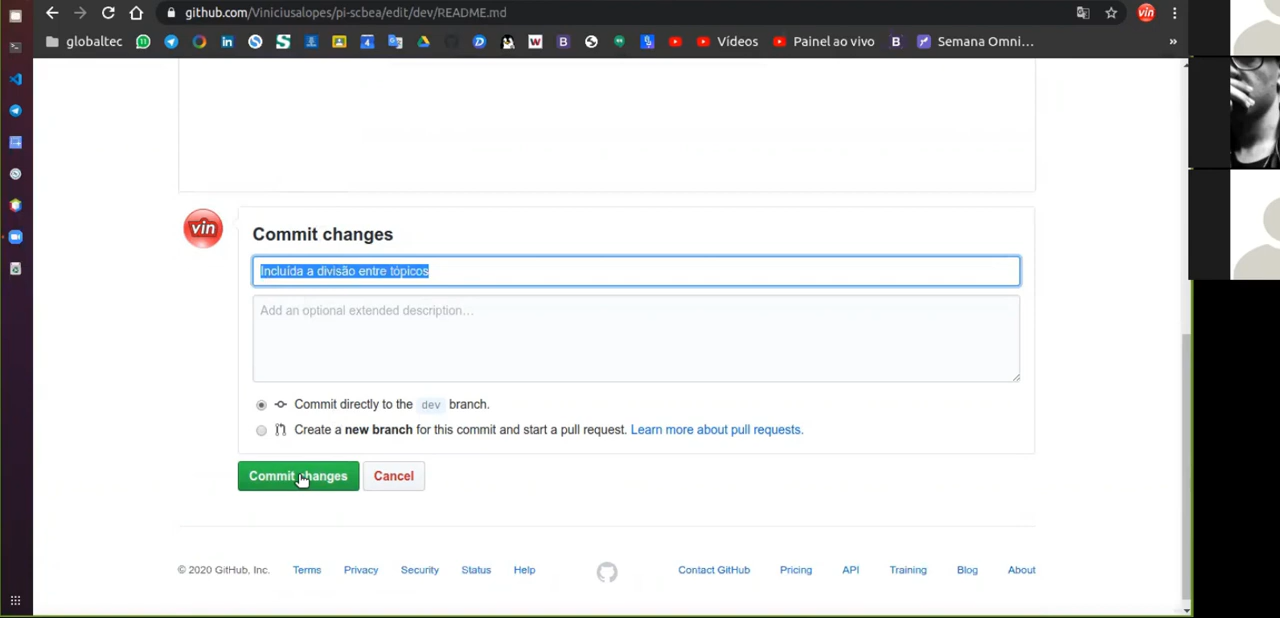 github.com/Viniciusalopes/pi-scbea/edit/dev/README.md
vin
globaltec
Vídeos
Painel ao vivo
B
Semana Omni...
»
vin
Commit changes
Incluída a divisão entre tópicos
Add an optional extended description...
Commit directly to the dev branch.
Create a new branch for this commit and start a pull request. Learn more about pull requests.
Commit changes
Cancel
© 2020 GitHub, Inc.
Terms
Privacy
Security
Status
Help
Contact GitHub
Pricing
API
Training
Blog
About